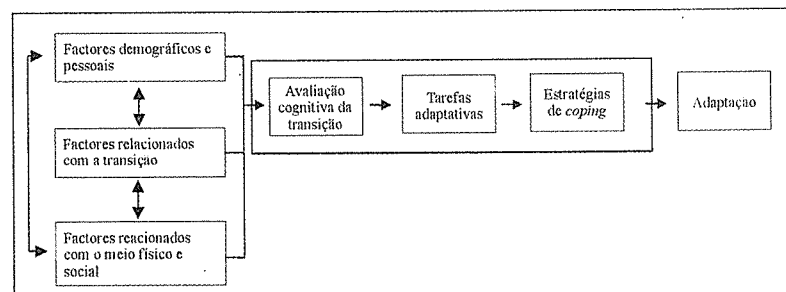 Factores demográficos e
pessoais
Factores relacionados
com a transição
Factores reacionados
com o meio físico e
social
Avaliação
cognitiva da
transição
Tarefas
adaptativas
Estratégias
de coping
Adaptação